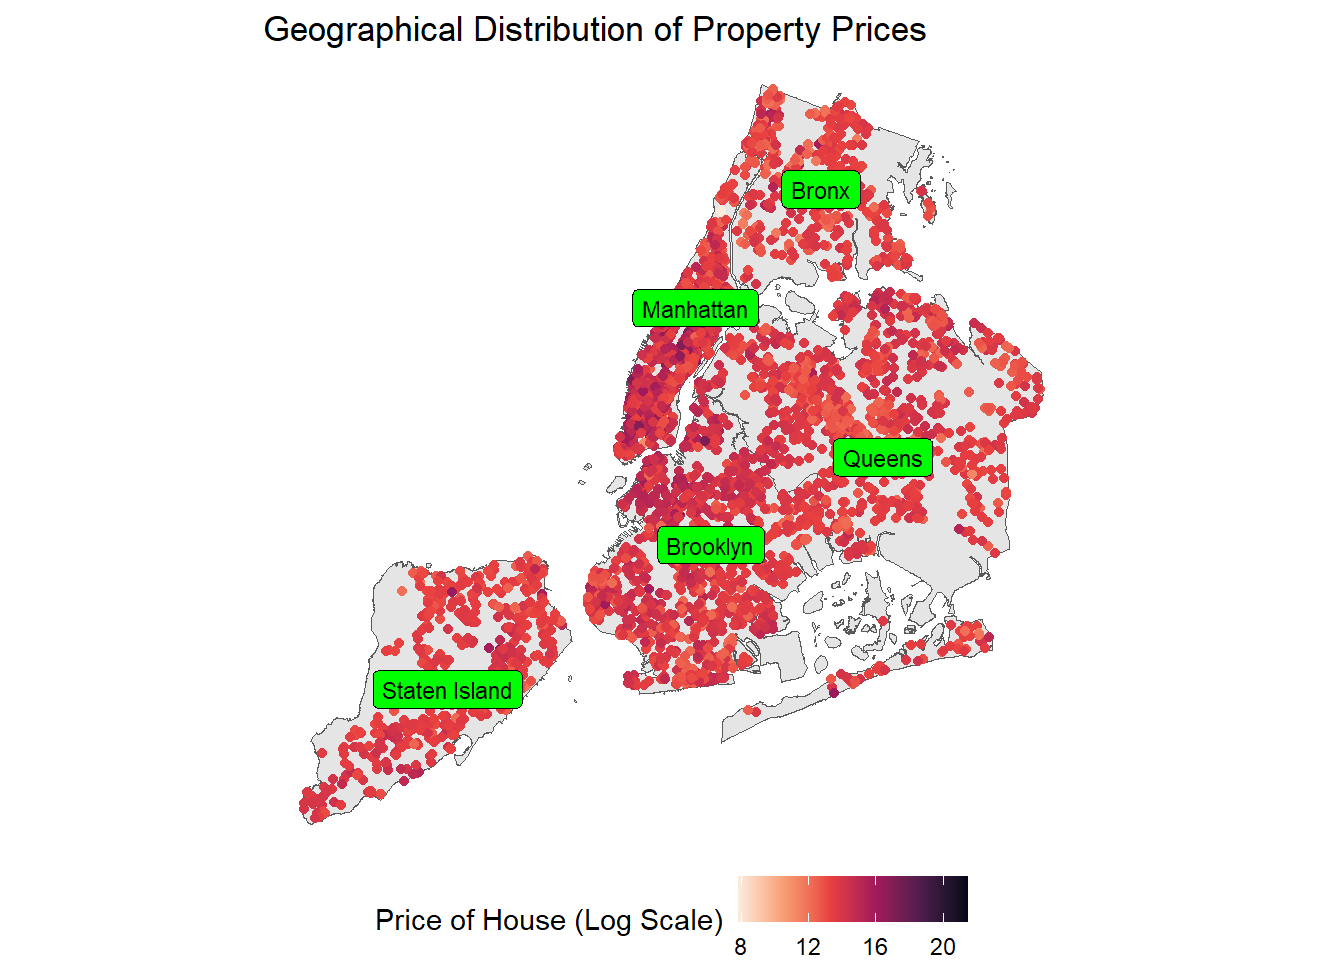 Geographical Distribution of Property Prices
Bronx
Manhattan
Queens
Brooklyn
Staten Island
Price of House (Log Scale)
8 12 16 20